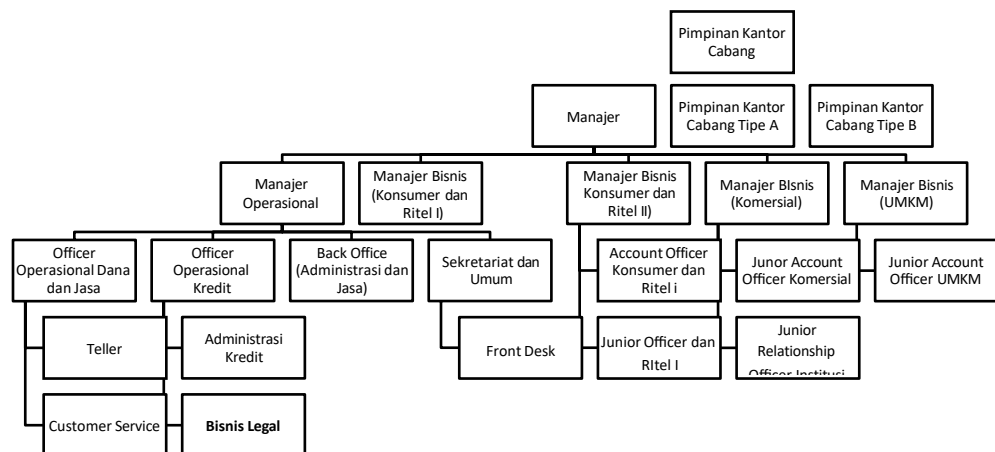 Pimpinan Kantor
Cabang
Manajer
Pimpinan Kantor
Cabang Tipe A
Pimpinan Kantor
Cabang Tipe B
Manajer
Operasional
Manajer Bisnis
(Konsumer dan
Ritel I)
Manajer Bisnis
Konsumer dan
Ritel II)
Manajer BIsnis
(Komersial)
Manajer Bisnis
(UMKM)
Officer
Operasional Dana
dan Jasa
Officer
Operasional
Kredit
Back Office
(Administrasi dan
Jasa)
Sekretariat dan
Umum
Account Officer
Konsumer dan
Ritel i
Junor Account
Officer Komersial
Junior Account
Officer UMKM
Teller
Administrasi
Kredit
Front Desk
Junior Officer dan
RItel I
Junior
Relationship
Officer Institusi
Customer Service
Bisnis Legal